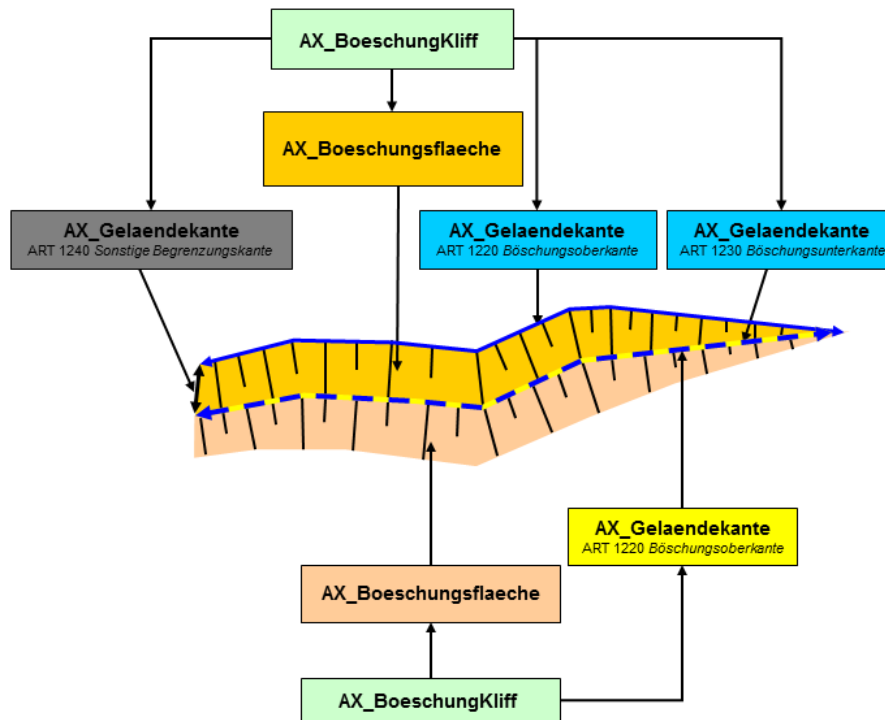 AX_BoeschungKliff
AX_Boeschungsflaeche
AX_Gelaendekante
ART 1240 Sonstige Begrenzungskante
AX_Gelaendekante
ART 1220 Böschungsoberkante
AX_Gelaendekante
ART 1230 Böschungsunterkante
AX_Gelaendekante
ART 1220 Böschungsoberkante
AX_Boeschungsflaeche
AX_BoeschungKliff